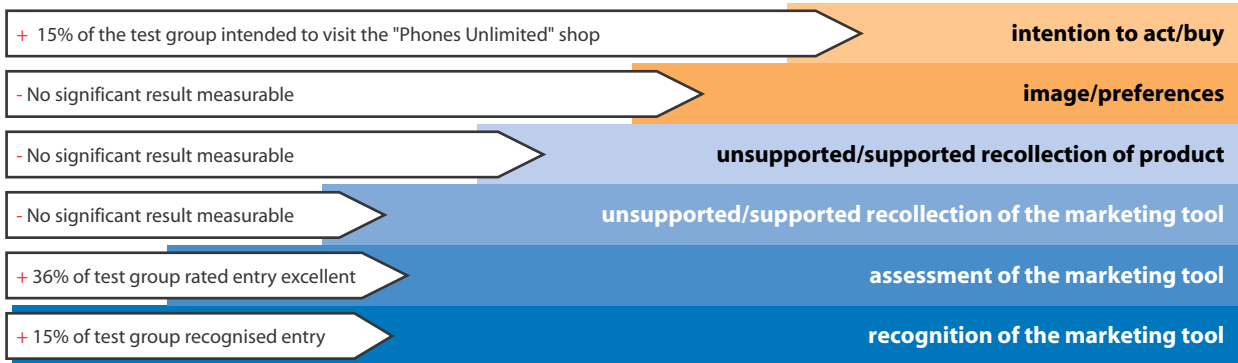 + 15% of the test group intended to visit the "Phones Unlimited" shop
intention to act/buy
- No significant result measurable
image/preferences
- No significant result measurable
unsupported/supported recollection of product
- No significant result measurable
unsupported/supported recollection of the marketing tool
+ 36% of test group rated entry excellent
assessment of the marketing tool
+ 15% of test group recognised entry
recognition of the marketing tool